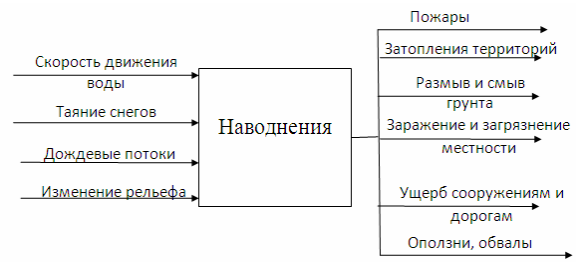 Скорость движения
воды
Таяние снегов
Дождевые потоки
Изменение рельефа
Наводнения
Пожары
Затопления территорий
Размыв и смыв
грунта
Заражение и загрязнение
местности
Ущерб сооружениям и
дорогам
Оползни, обвалы